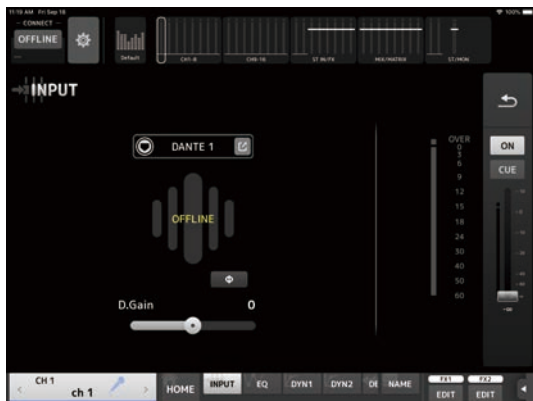 11:19 AM Fri Sep 18
100%
CONNECT
OFFLINE
Default
CH1-8
CH9-16
ST IN/FX
MIX/MATRIX
ST/MON
INPUT
DANTE 1
OFFLINE
D.Gain 0
OVER
0
3
6
9
12
15
18
24
30
40
50
60
ON
CUE
CH 1
ch 1
HOME
INPUT
EQ
DYN1
DYN2
NAME
FX1
EDIT
FX2
EDIT